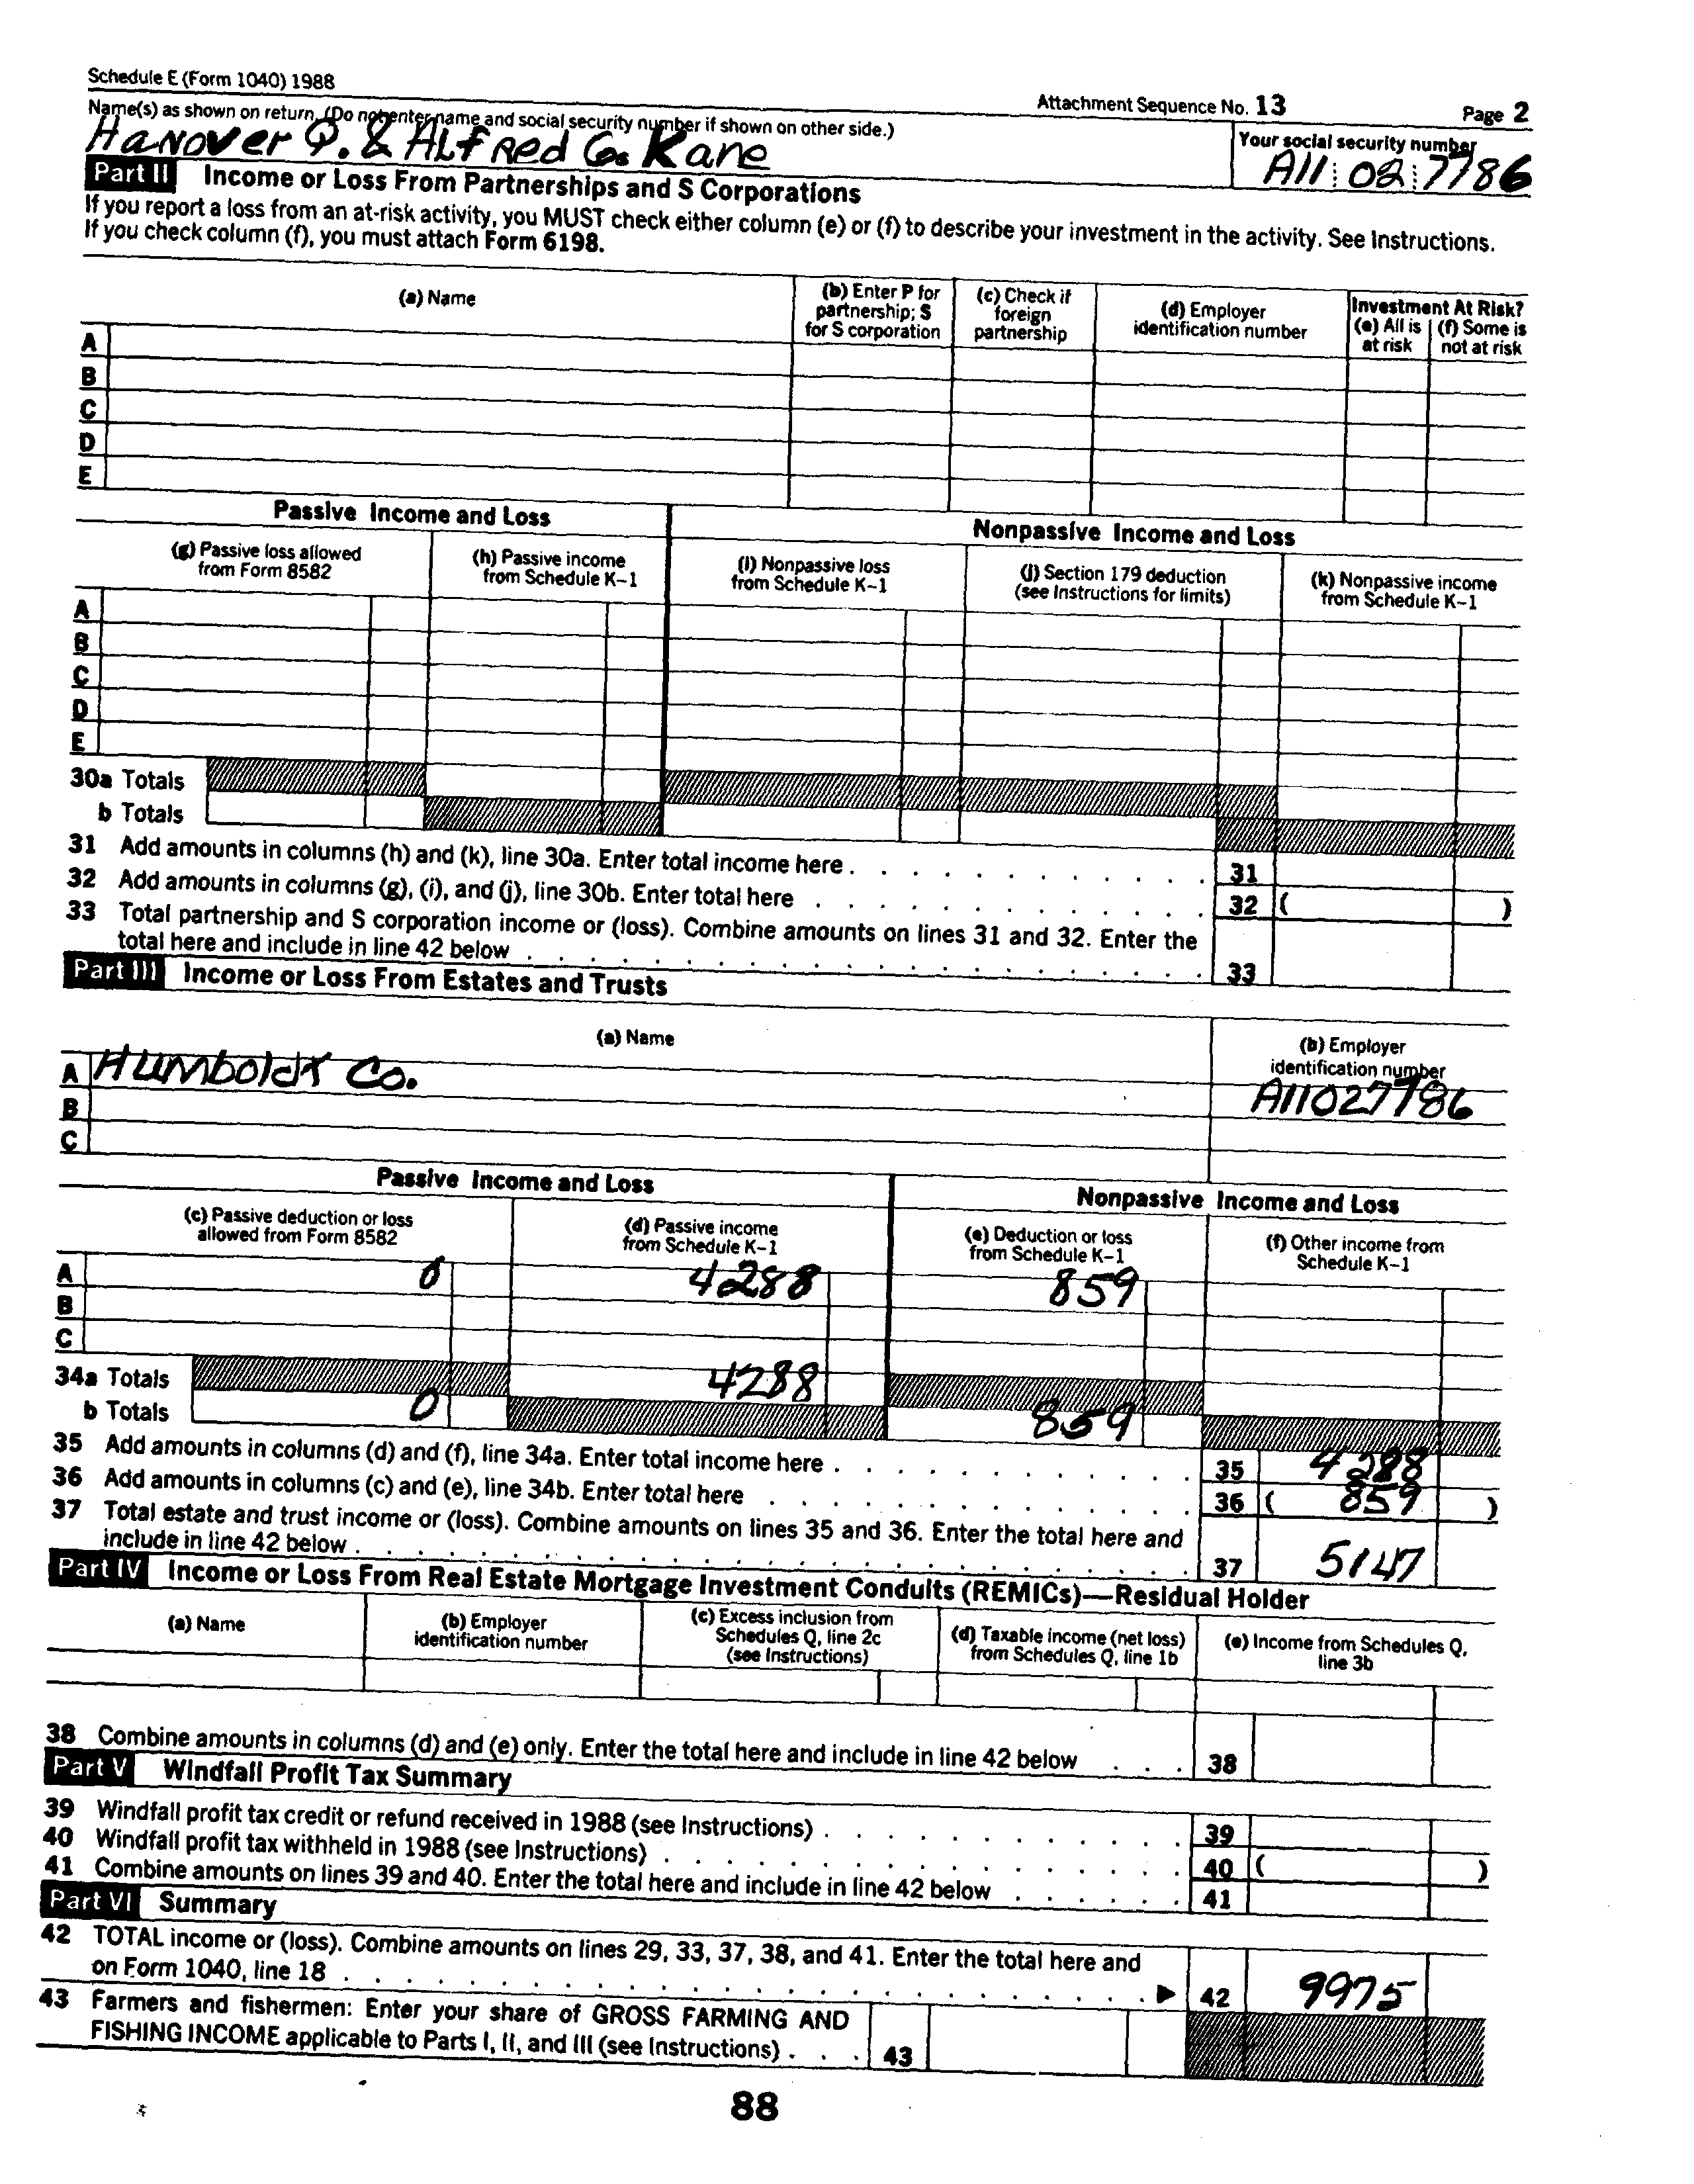 Schedule E (Form 1040) 1988
Attachment Sequence No. 13
Page 2
Name(s) as shown on return. (Do not enter name and social security number if shown on other side.)
Your social security number
Hanover Q. & Alfred G. Kane
A11 02 7786
Part II Income or Loss From Partnerships and S Corporations
If you report a loss from an at-risk activity, you MUST check either column (e) or (f) to describe your investment in the activity. See Instructions.
If you check column (f), you must attach Form 6198.
(a) Name
(b) Enter P for partnership; S for S corporation
(c) Check if foreign partnership
(d) Employer identification number
Investment At Risk?
(e) All is at risk
(f) Some is not at risk
A
B
C
D
E
Passive Income and Loss
Nonpassive Income and Loss
(g) Passive loss allowed from Form 8582
(h) Passive income from Schedule K-1
(i) Nonpassive loss from Schedule K-1
(j) Section 179 deduction (see Instructions for limits)
(k) Nonpassive income from Schedule K-1
A
B
C
D
E
30a Totals
b Totals
31 Add amounts in columns (h) and (k), line 30a. Enter total income here . . . 31
32 Add amounts in columns (g), (i), and (j), line 30b. Enter total here . . . 32 ( )
33 Total partnership and S corporation income or (loss). Combine amounts on lines 31 and 32. Enter the
total here and include in line 42 below . . . 33
Part III Income or Loss From Estates and Trusts
(a) Name
(b) Employer identification number
A Humboldt Co. A11027786
B
C
Passive Income and Loss
Nonpassive Income and Loss
(c) Passive deduction or loss allowed from Form 8582
(d) Passive income from Schedule K-1
(e) Deduction or loss from Schedule K-1
(f) Other income from Schedule K-1
A 0 4288 859
B
C
34a Totals 4288
b Totals 0 859
35 Add amounts in columns (d) and (f), line 34a. Enter total income here . . . 35 4288
36 Add amounts in columns (c) and (e), line 34b. Enter total here . . . 36 ( 859 )
37 Total estate and trust income or (loss). Combine amounts on lines 35 and 36. Enter the total here and
include in line 42 below . . . 37 5147
Part IV Income or Loss From Real Estate Mortgage Investment Conduits (REMICs)—Residual Holder
(a) Name
(b) Employer identification number
(c) Excess inclusion from Schedules Q, line 2c (see Instructions)
(d) Taxable income (net loss) from Schedules Q, line 1b
(e) Income from Schedules Q, line 3b
38 Combine amounts in columns (d) and (e) only. Enter the total here and include in line 42 below . . . 38
Part V Windfall Profit Tax Summary
39 Windfall profit tax credit or refund received in 1988 (see Instructions) . . . 39
40 Windfall profit tax withheld in 1988 (see Instructions) . . . 40 ( )
41 Combine amounts on lines 39 and 40. Enter the total here and include in line 42 below . . . 41
Part VI Summary
42 TOTAL income or (loss). Combine amounts on lines 29, 33, 37, 38, and 41. Enter the total here and
on Form 1040, line 18 . . . ▶ 42 9975
43 Farmers and fishermen: Enter your share of GROSS FARMING AND
FISHING INCOME applicable to Parts I, II, and III (see Instructions) . . . 43
88